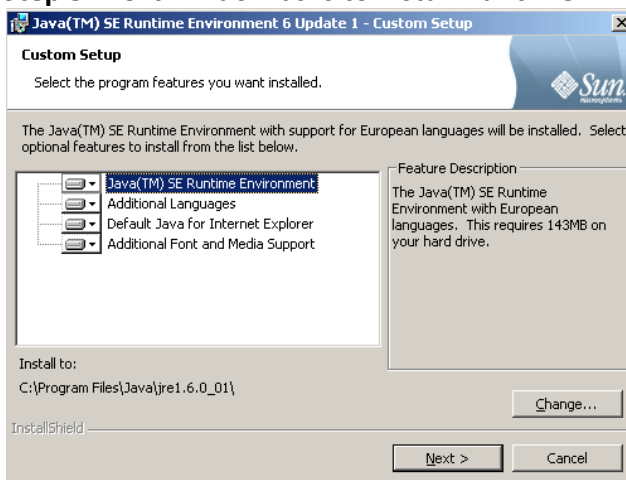 Java(TM) SE Runtime Environment 6 Update 1 - Custom Setup
Custom Setup
Select the program features you want installed.
Sun
microsystems
The Java(TM) SE Runtime Environment with support for European languages will be installed. Select
optional features to install from the list below.
Java(TM) SE Runtime Environment
Additional Languages
Default Java for Internet Explorer
Additional Font and Media Support
Feature Description
The Java(TM) SE Runtime
Environment with European
languages. This requires 143MB on
your hard drive.
Install to:
C:\Program Files\Java\jre1.6.0_01\
Change...
InstallShield
Next >
Cancel